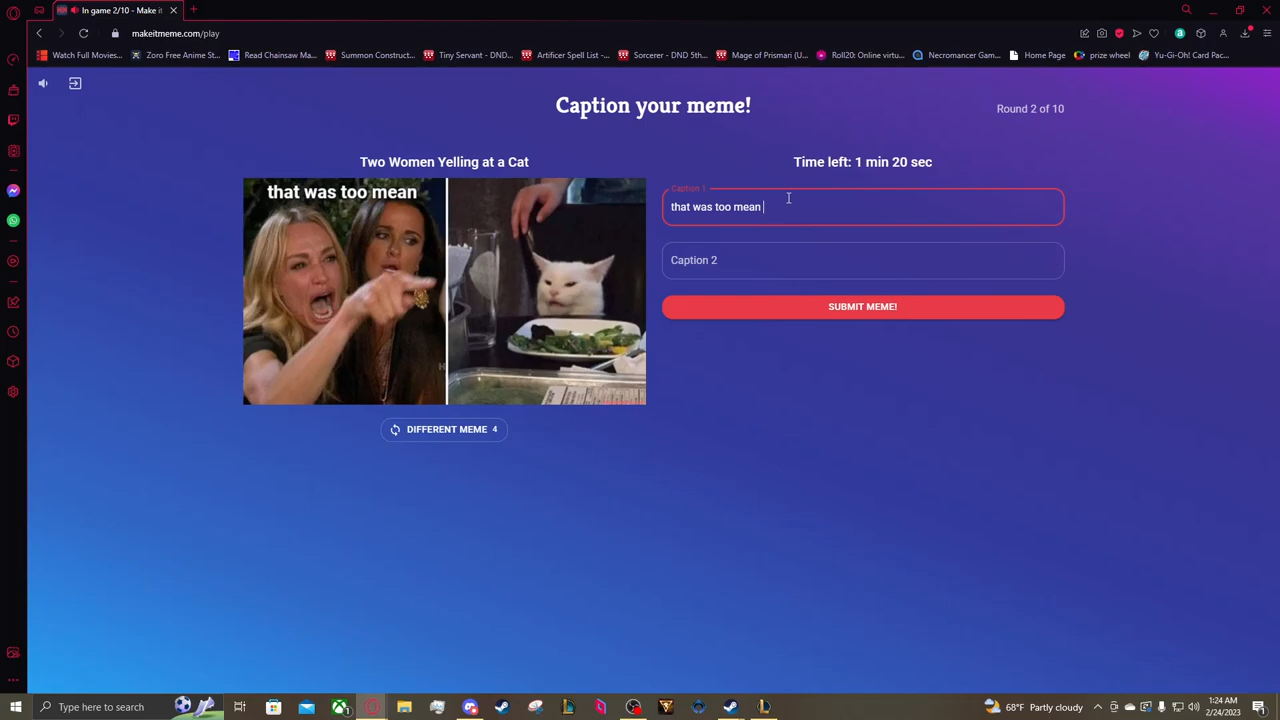 In game 2/10 - Make it
makeitmeme.com/play
Watch Full Movies...
Zoro Free Anime St...
Read Chainsaw Ma...
Summon Construct...
Tiny Servant - DND...
Artificer Spell List -...
Sorcerer - DND 5th...
Mage of Prismari (U...
Roll20: Online virtu...
Necromancer Gamer
Home Page
prize wheel
Yu-Gi-Oh! Card Pac...
Caption your meme!
Round 2 of 10
Two Women Yelling at a Cat
Time left: 1 min 20 sec
that was too mean
Caption 1
that was too mean
Caption 2
SUBMIT MEME!
DIFFERENT MEME 4
Type here to search
68°F Partly cloudy
1:24 AM
2/24/2023